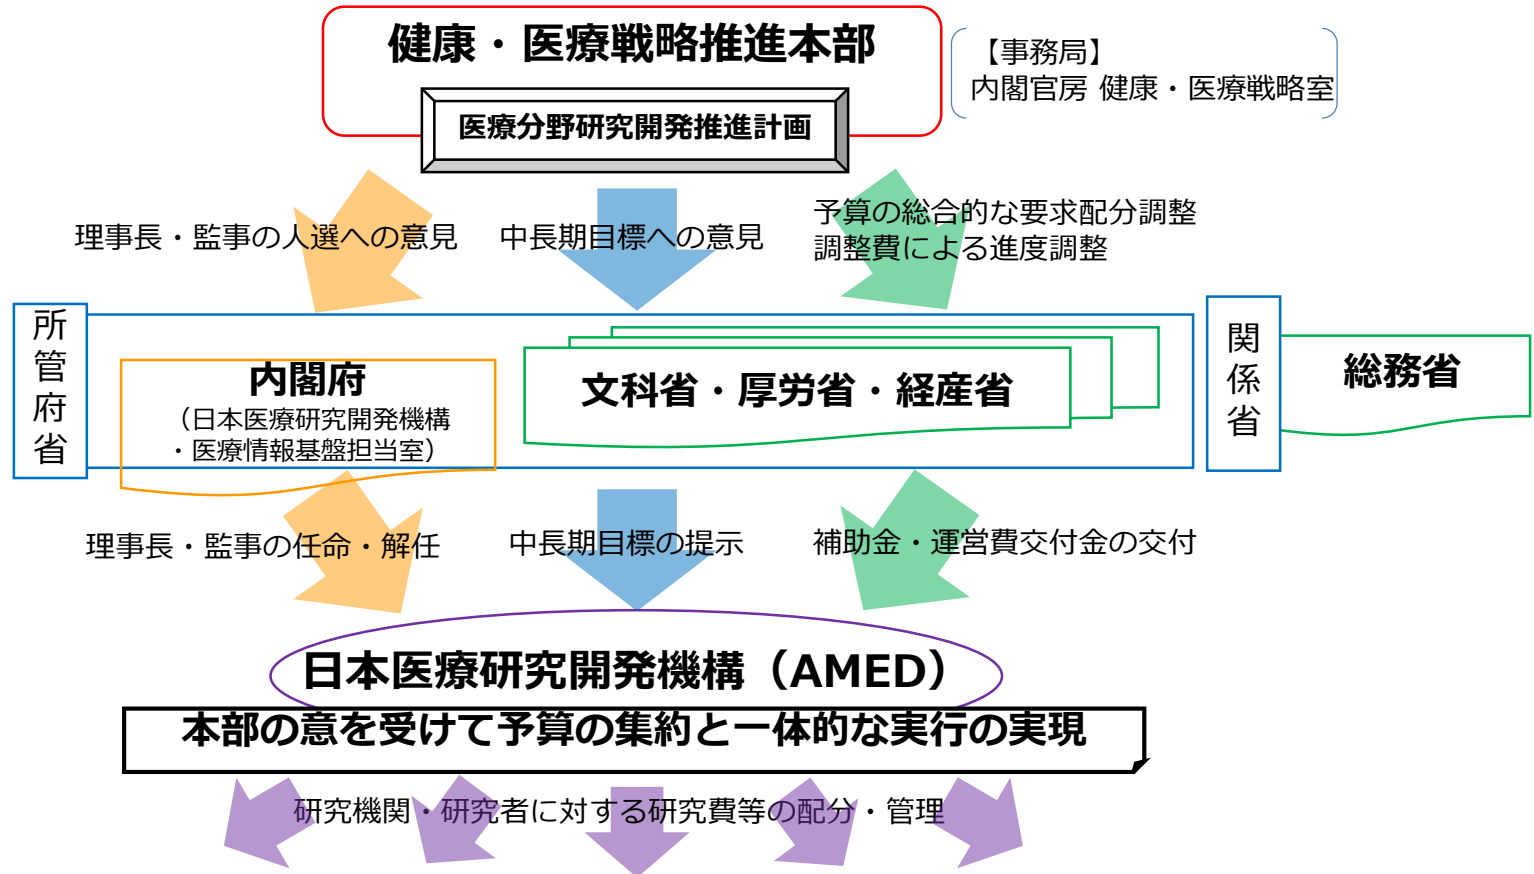 健康・医療戦略推進本部
【事務局】
内閣官房 健康・医療戦略室
医療分野研究開発推進計画
理事長・監事の人選への意見
中長期目標への意見
予算の総合的な要求配分調整
調整費による進度調整
所管府省
内閣府
（日本医療研究開発機構
・医療情報基盤担当室）
文科省・厚労省・経産省
関係省
総務省
理事長・監事の任命・解任
中長期目標の提示
補助金・運営費交付金の交付
日本医療研究開発機構（AMED）
本部の意を受けて予算の集約と一体的な実行の実現
研究機関・研究者に対する研究費等の配分・管理